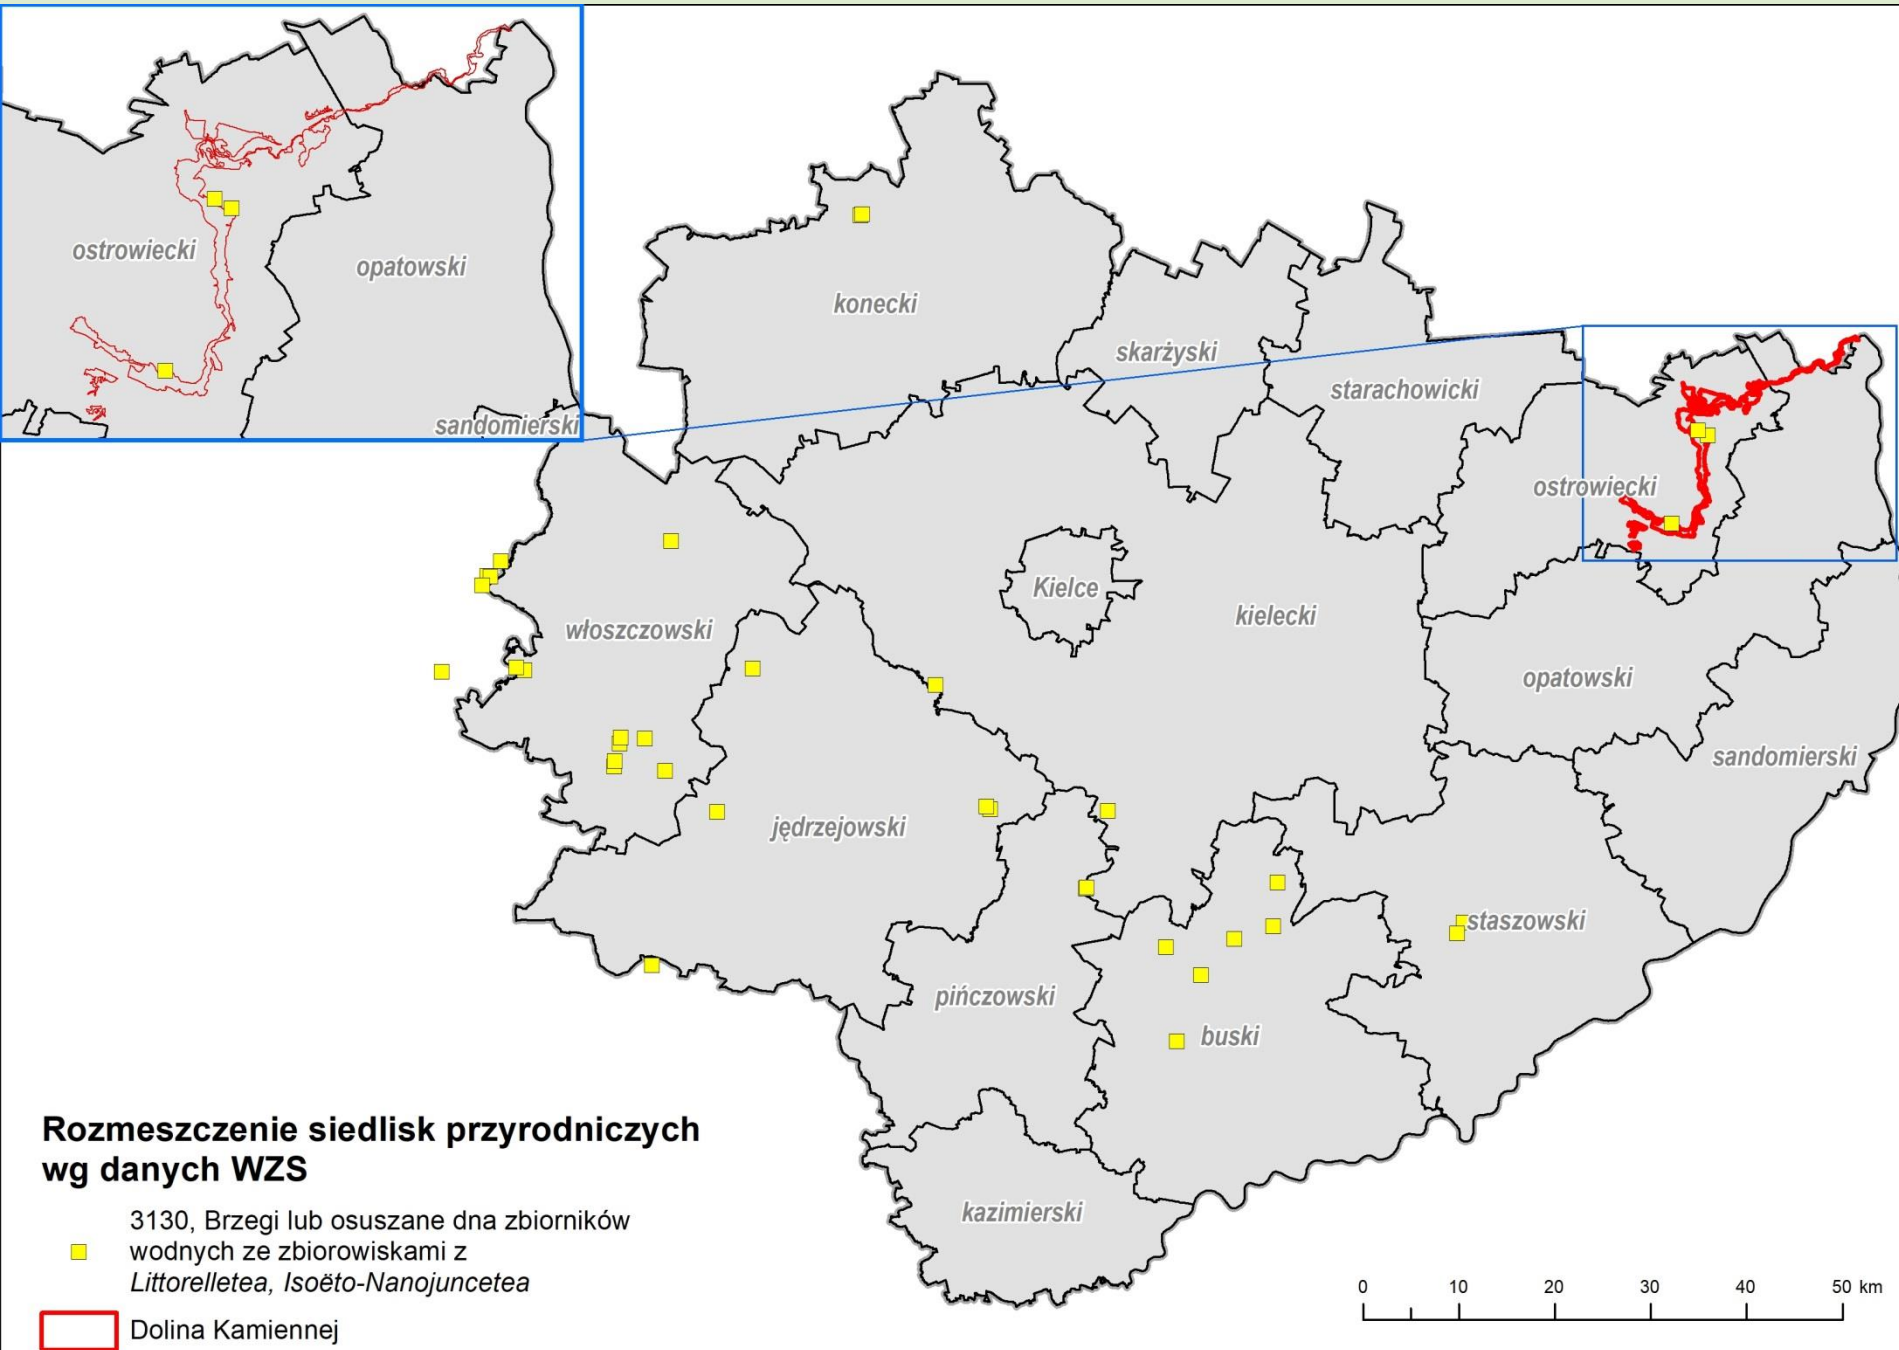 ostrowiecki
opatowski
sandomierski
konecki
skarżyski
starachowicki
ostrowiecki
Kielce
kielecki
włoszczowski
opatowski
sandomierski
jędrzejowski
staszowski
pińczowski
buski
kazimierski
Rozmeszczenie siedlisk przyrodniczych
wg danych WZS
3130, Brzegi lub osuszane dna zbiorników
wodnych ze zbiorowiskami z
Littorelletea, Isoëto-Nanojuncetea
Dolina Kamiennej
0 10 20 30 40 50 km